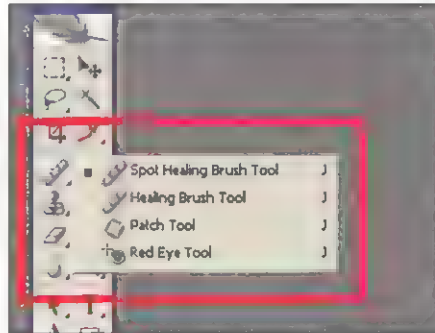 Spot Healing Brush Tool J
Healing Brush Tool J
Patch Tool J
Red Eye Tool J